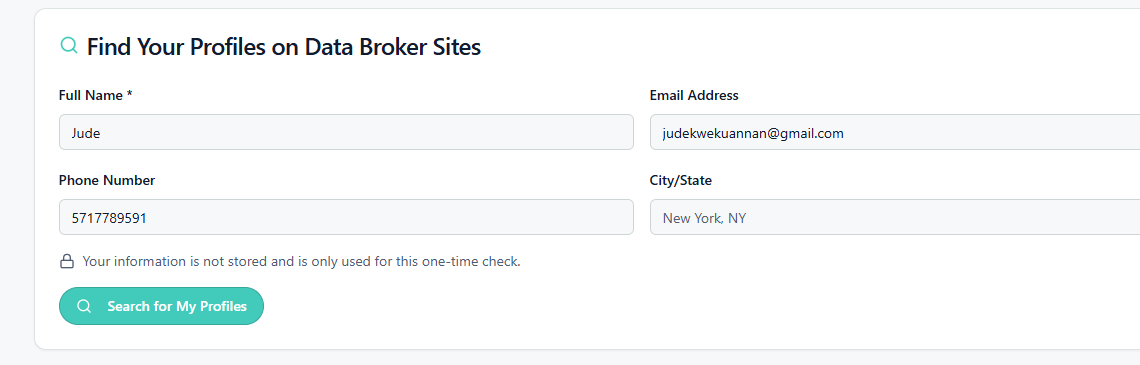 Find Your Profiles on Data Broker Sites
Full Name *
Email Address
Jude
judekwekuannan@gmail.com
Phone Number
City/State
5717789591
New York, NY
Your information is not stored and is only used for this one-time check.
Search for My Profiles